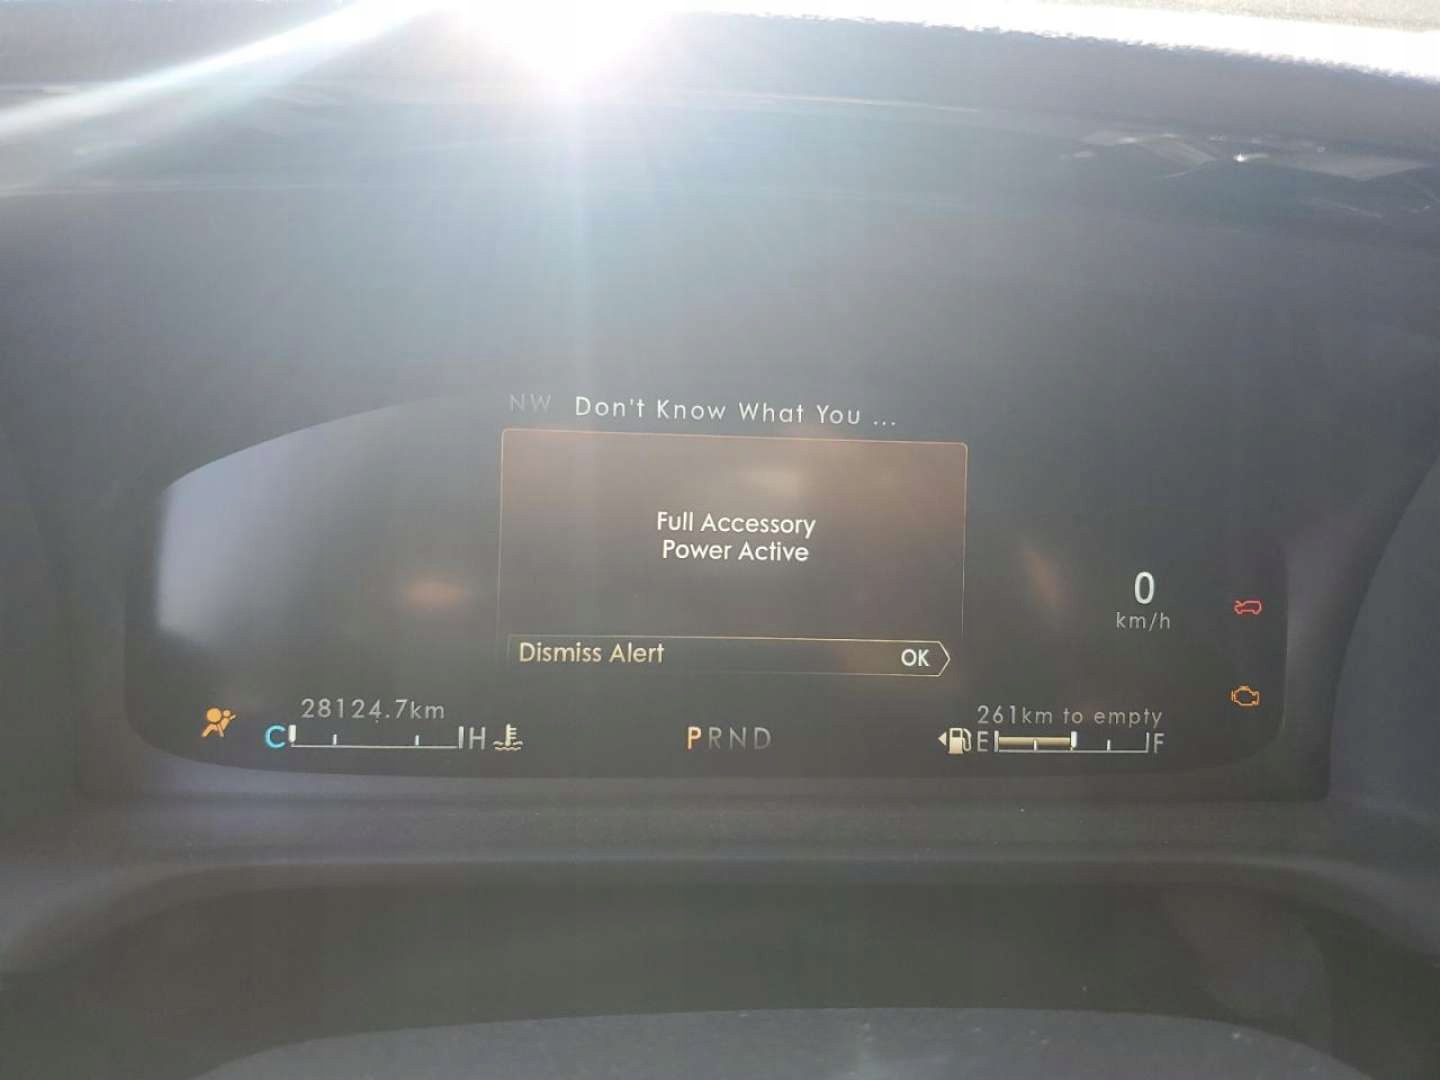 NW Don't Know What You ...
Full Accessory
Power Active
Dismiss Alert OK
0
km/h
28124.7km
C H
PRND
261km to empty
E F